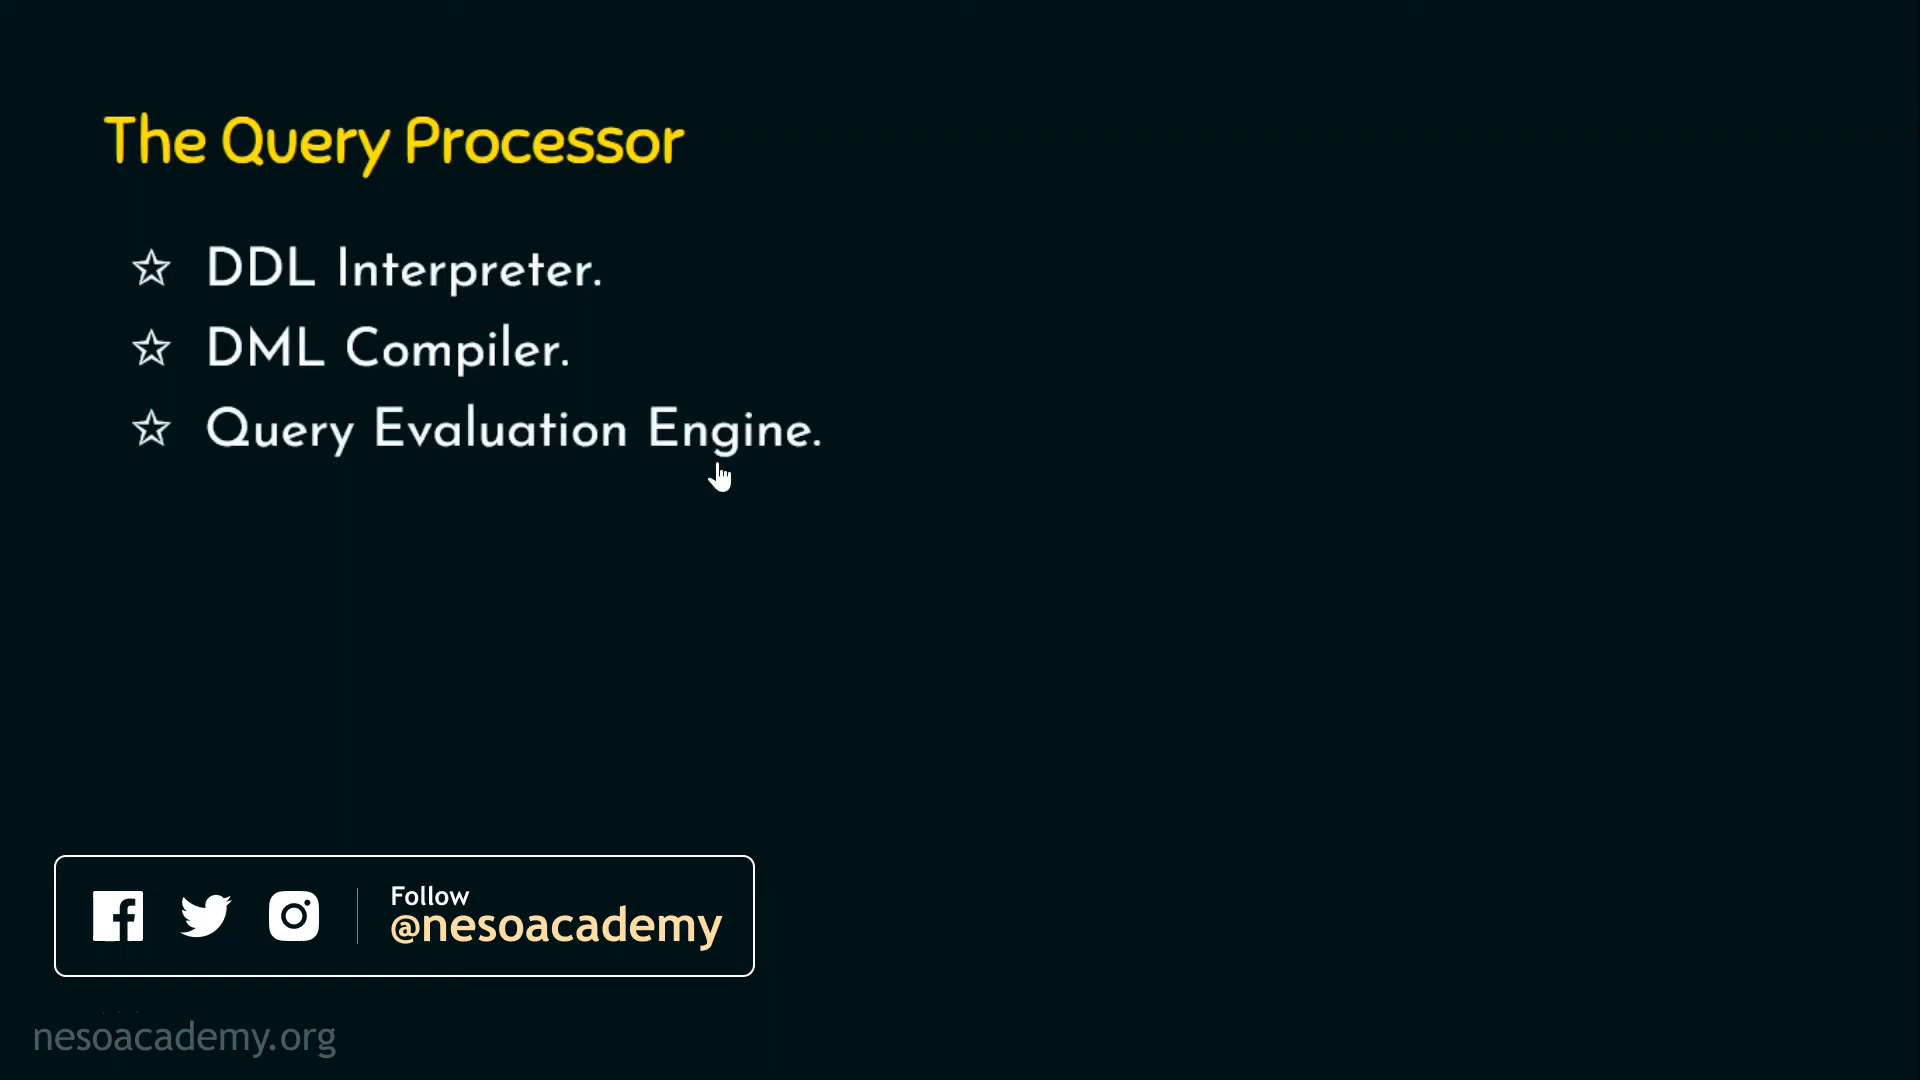 The Query Processor
☆ DDL Interpreter.
☆ DML Compiler.
☆ Query Evaluation Engine.
Follow
@nesoacademy
nesoacademy.org